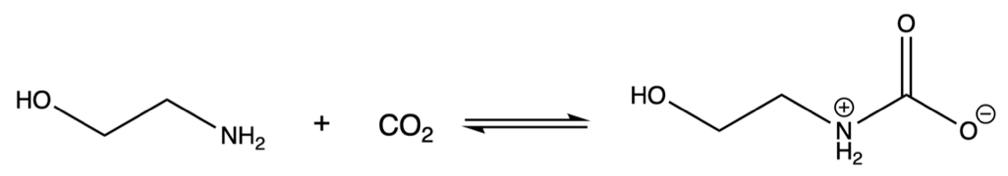 HO NH₂ + CO₂ ⇌ HO N⊕ H₂ O O⊖